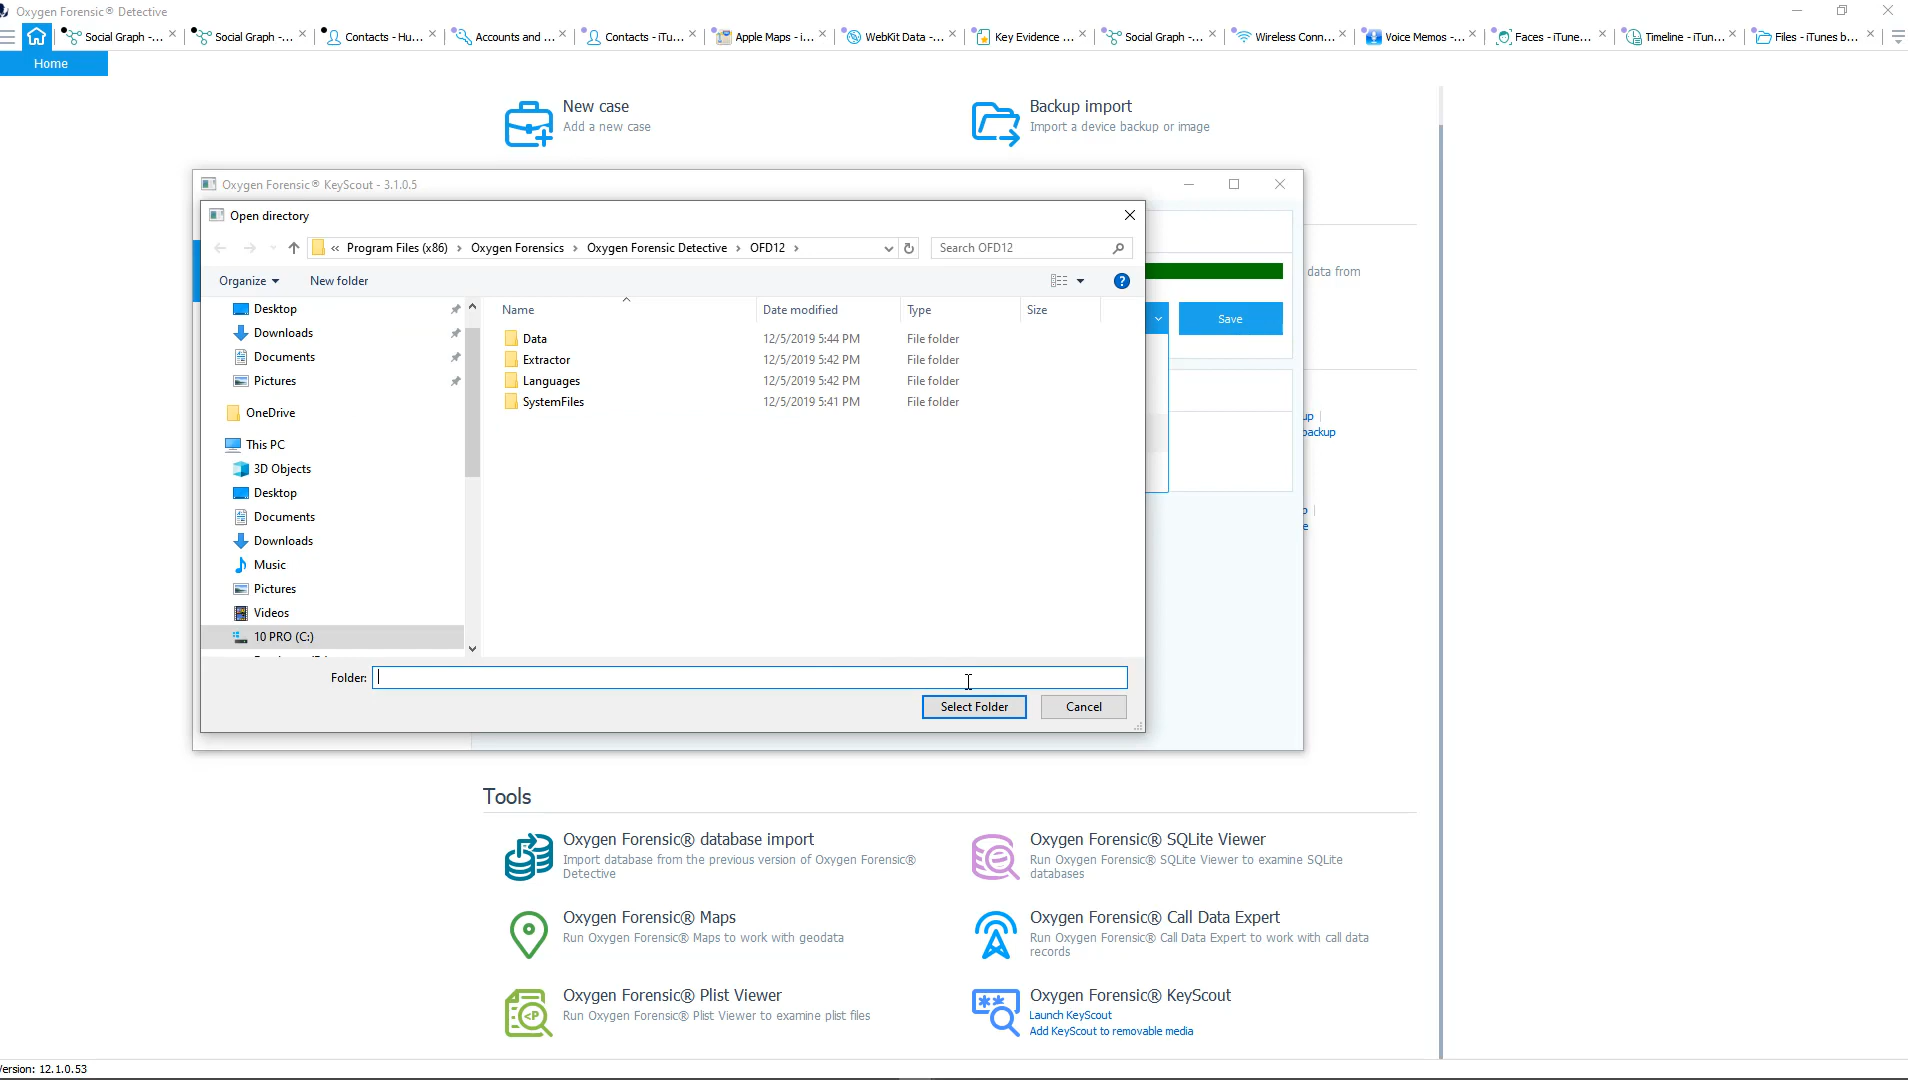 Oxygen Forensic® Detective
Social Graph -...
Social Graph -...
Contacts - Hu...
Accounts and ...
Contacts - iTu...
Apple Maps - i...
WebKit Data -...
Key Evidence ...
Social Graph -...
Wireless Conn...
Voice Memos -...
Faces - iTune...
Timeline - iTun...
Files - iTunes b...
Home
New case
Add a new case
Backup import
Import a device backup or image
Oxygen Forensic® KeyScout - 3.1.0.5
Open directory
« Program Files (x86) › Oxygen Forensics › Oxygen Forensic Detective › OFD12 ›
Search OFD12
Organize
New folder
Name
Date modified
Type
Size
Data 12/5/2019 5:44 PM File folder
Extractor 12/5/2019 5:42 PM File folder
Languages 12/5/2019 5:42 PM File folder
SystemFiles 12/5/2019 5:41 PM File folder
Desktop
Downloads
Documents
Pictures
OneDrive
This PC
3D Objects
Desktop
Documents
Downloads
Music
Pictures
Videos
10 PRO (C:)
Folder:
Select Folder
Cancel
data from
Save
up
backup
Tools
Oxygen Forensic® database import
Import database from the previous version of Oxygen Forensic®
Detective
Oxygen Forensic® SQLite Viewer
Run Oxygen Forensic® SQLite Viewer to examine SQLite
databases
Oxygen Forensic® Maps
Run Oxygen Forensic® Maps to work with geodata
Oxygen Forensic® Call Data Expert
Run Oxygen Forensic® Call Data Expert to work with call data
records
Oxygen Forensic® Plist Viewer
Run Oxygen Forensic® Plist Viewer to examine plist files
Oxygen Forensic® KeyScout
Launch KeyScout
Add KeyScout to removable media
Version: 12.1.0.53